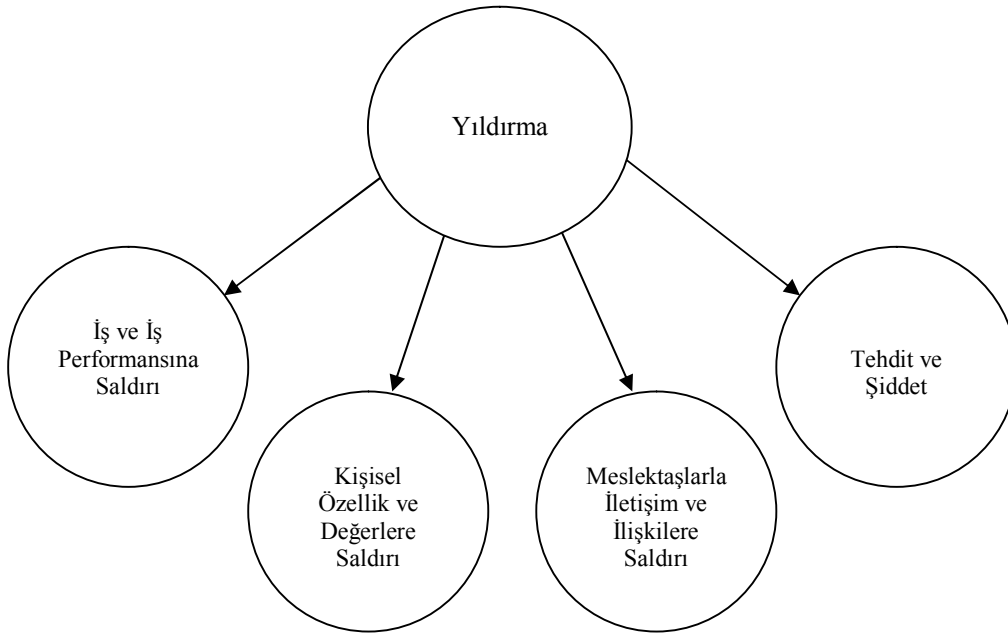 Yıldırma
İş ve İş
Performansına
Saldırı
Kişisel
Özellik ve
Değerlere
Saldırı
Meslektaşlarla
İletişim ve
İlişkilere
Saldırı
Tehdit ve
Şiddet